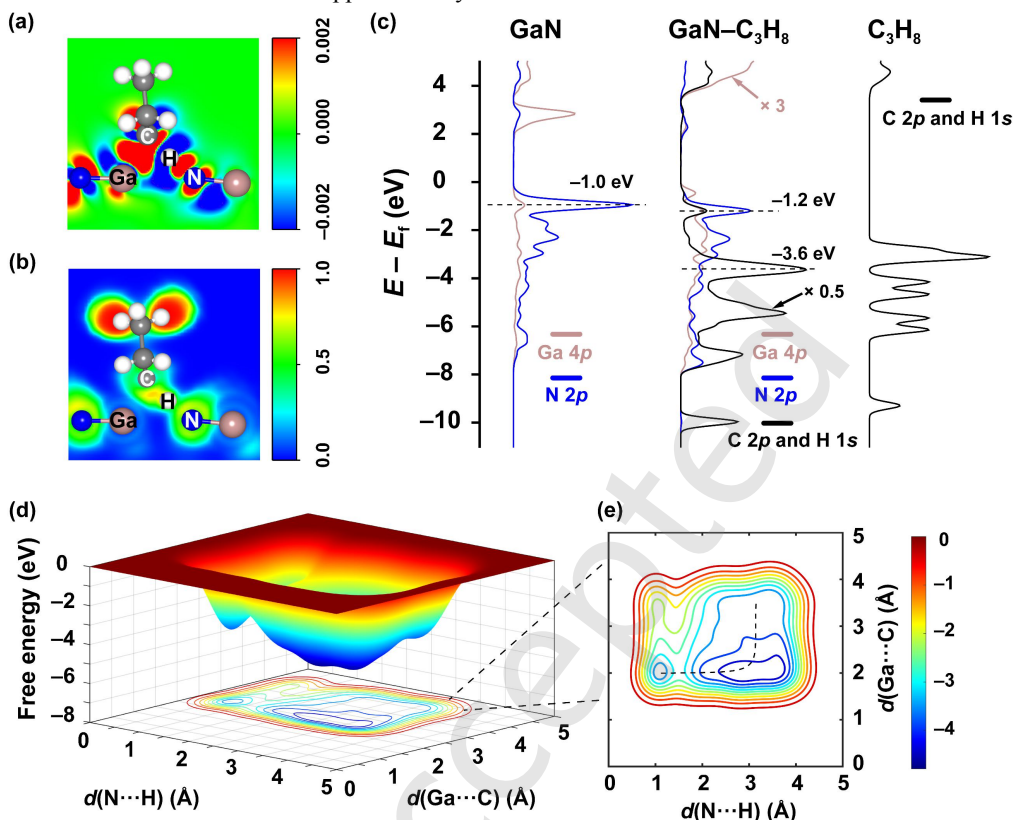 (a)
0.002
0.000
−0.002
C
H
Ga
N
(b)
1.0
0.5
0.0
C
H
Ga
N
(c)
GaN
GaN–C₃H₈
C₃H₈
E – E_f (eV)
4
2
0
−2
−4
−6
−8
−10
–1.0 eV
Ga 4p
N 2p
× 3
–1.2 eV
–3.6 eV
× 0.5
Ga 4p
N 2p
C 2p and H 1s
C 2p and H 1s
(d)
Free energy (eV)
0
−2
−4
−6
−8
0
1
2
3
4
5
d(N···H) (Å)
0
1
2
3
4
5
d(Ga···C) (Å)
(e)
5
4
3
2
1
0
d(Ga···C) (Å)
0
1
2
3
4
5
d(N···H) (Å)
0
−1
−2
−3
−4
ccepted